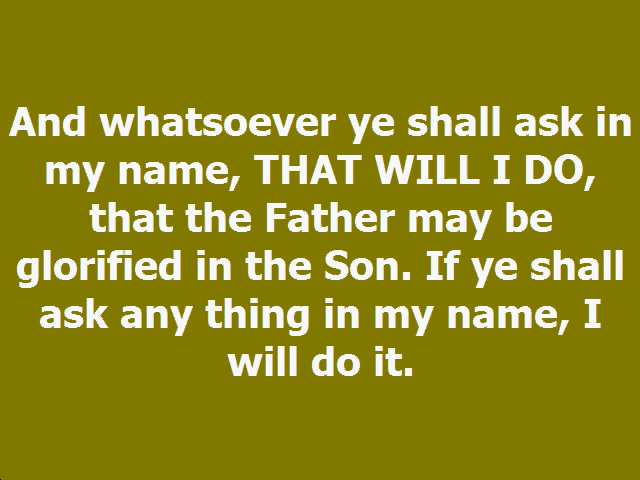 And whatsoever ye shall ask in
my name, THAT WILL I DO,
that the Father may be
glorified in the Son. If ye shall
ask any thing in my name, I
will do it.